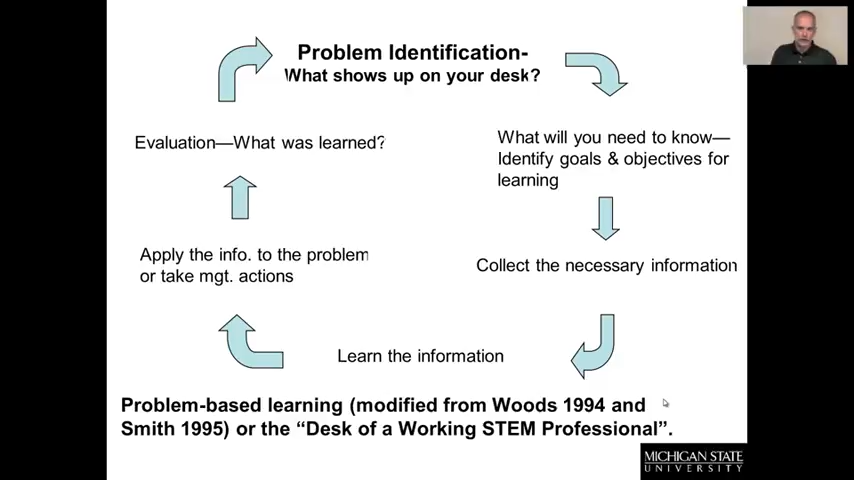 Problem Identification-
What shows up on your desk?
Evaluation—What was learned?
What will you need to know—
Identify goals & objectives for
learning
Apply the info. to the problem
or take mgt. actions
Collect the necessary information
Learn the information
Problem-based learning (modified from Woods 1994 and
Smith 1995) or the “Desk of a Working STEM Professional”.
MICHIGAN STATE
UNIVERSITY